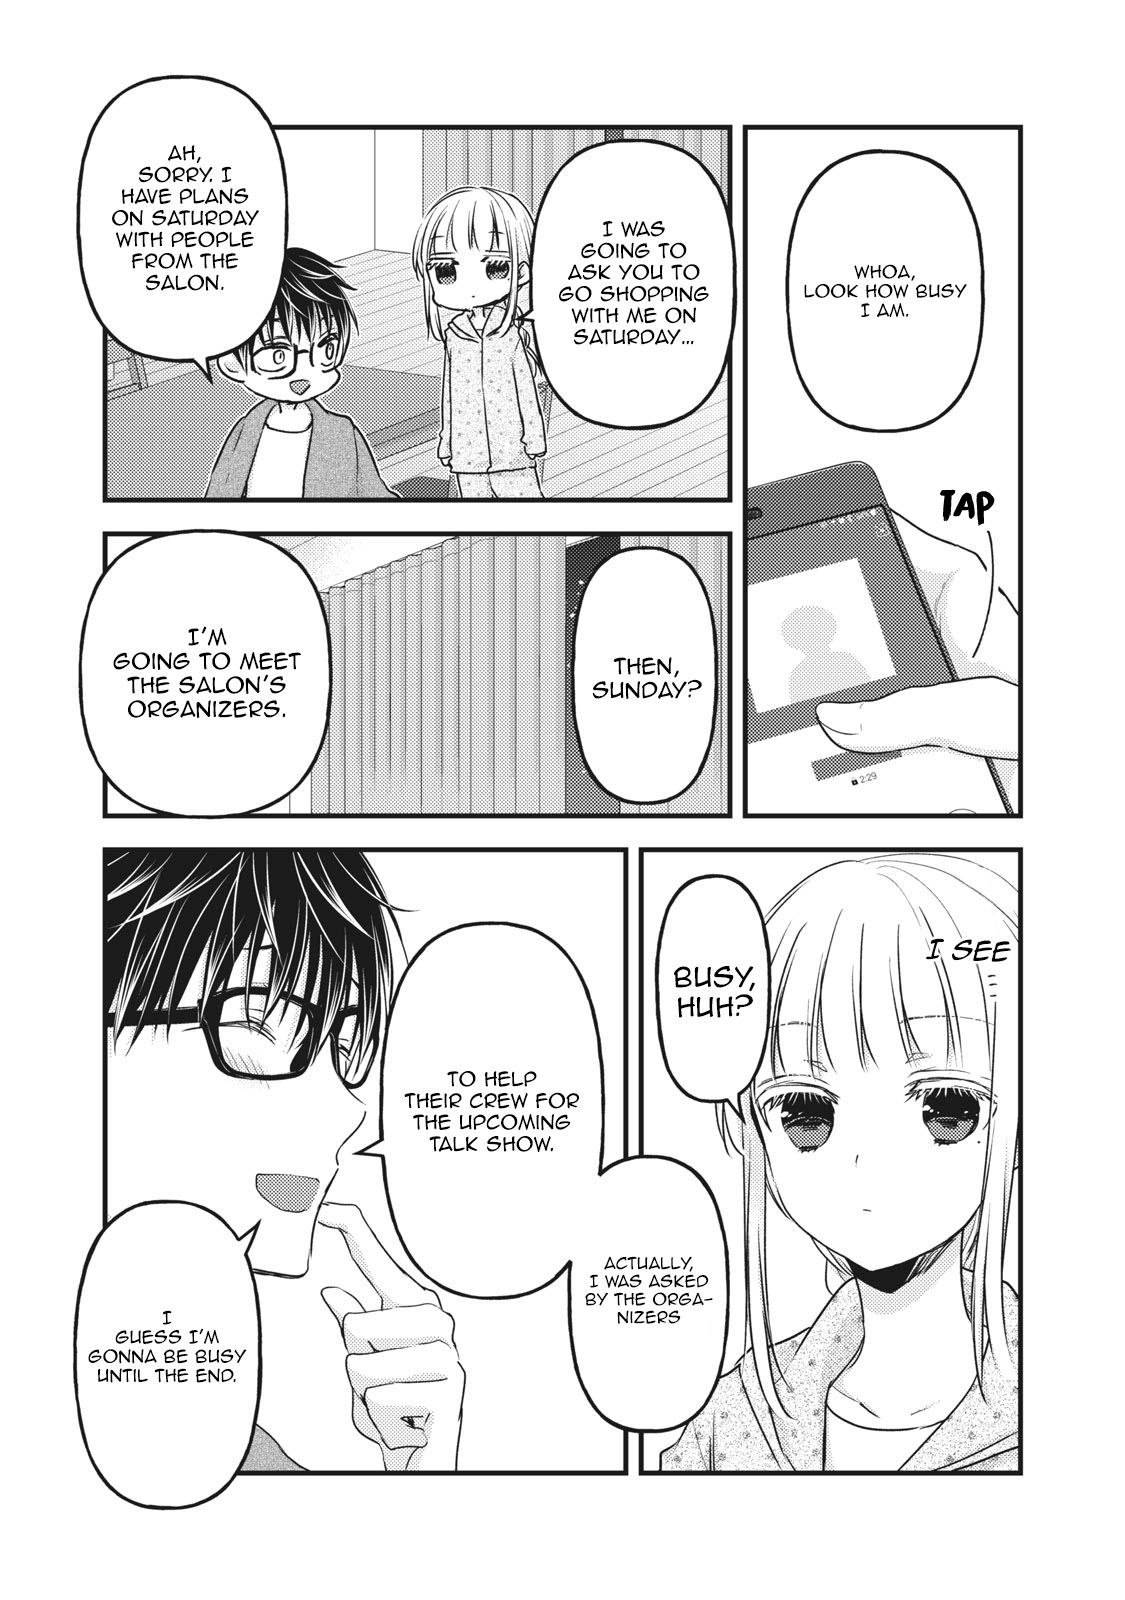 WHOA,
LOOK HOW BUSY
I AM.
TAP
2:29
I WAS
GOING TO
ASK YOU TO
GO SHOPPING
WITH ME ON
SATURDAY...
AH,
SORRY. I
HAVE PLANS
ON SATURDAY
WITH PEOPLE
FROM THE
SALON.
THEN,
SUNDAY?
I'M
GOING TO MEET
THE SALON'S
ORGANIZERS.
I SEE
BUSY,
HUH?
ACTUALLY,
I WAS ASKED
BY THE ORGA-
NIZERS
TO HELP
THEIR CREW FOR
THE UPCOMING
TALK SHOW.
I
GUESS I'M
GONNA BE BUSY
UNTIL THE END.